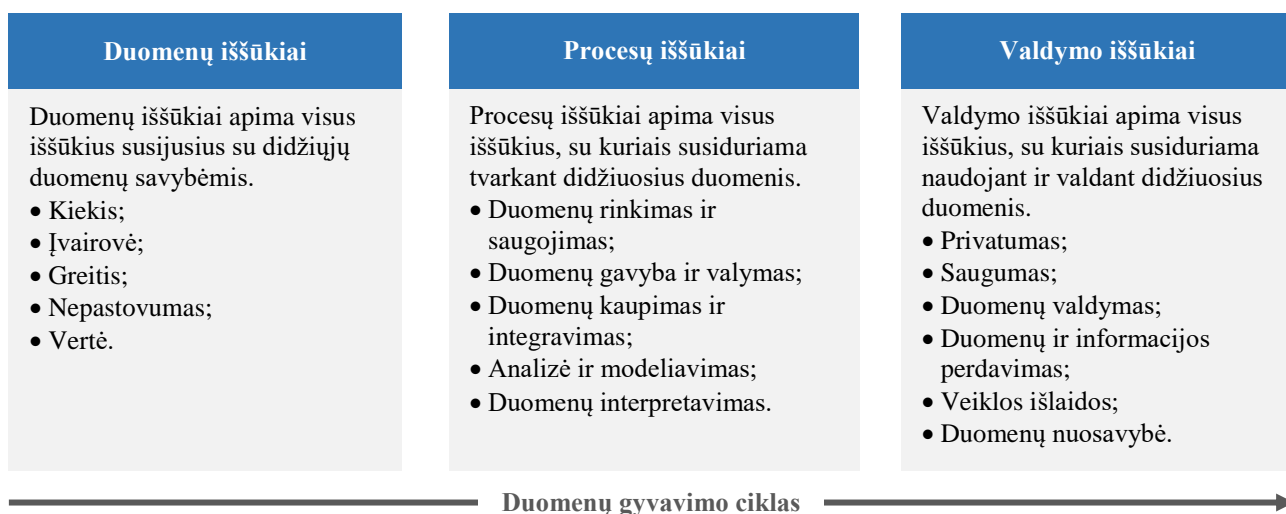 Duomenų iššūkiai
Duomenų iššūkiai apima visus
iššūkius susijusius su didžiųjų
duomenų savybėmis.
• Kiekis;
• Įvairovė;
• Greitis;
• Nepastovumas;
• Vertė.
Procesų iššūkiai
Procesų iššūkiai apima visus
iššūkius, su kuriais susiduriama
tvarkant didžiuosius duomenis.
• Duomenų rinkimas ir
saugojimas;
• Duomenų gavyba ir valymas;
• Duomenų kaupimas ir
integravimas;
• Analizė ir modeliavimas;
• Duomenų interpretavimas.
Valdymo iššūkiai
Valdymo iššūkiai apima visus
iššūkius, su kuriais susiduriama
naudojant ir valdant didžiuosius
duomenis.
• Privatumas;
• Saugumas;
• Duomenų valdymas;
• Duomenų ir informacijos
perdavimas;
• Veiklos išlaidos;
• Duomenų nuosavybė.
Duomenų gyvavimo ciklas